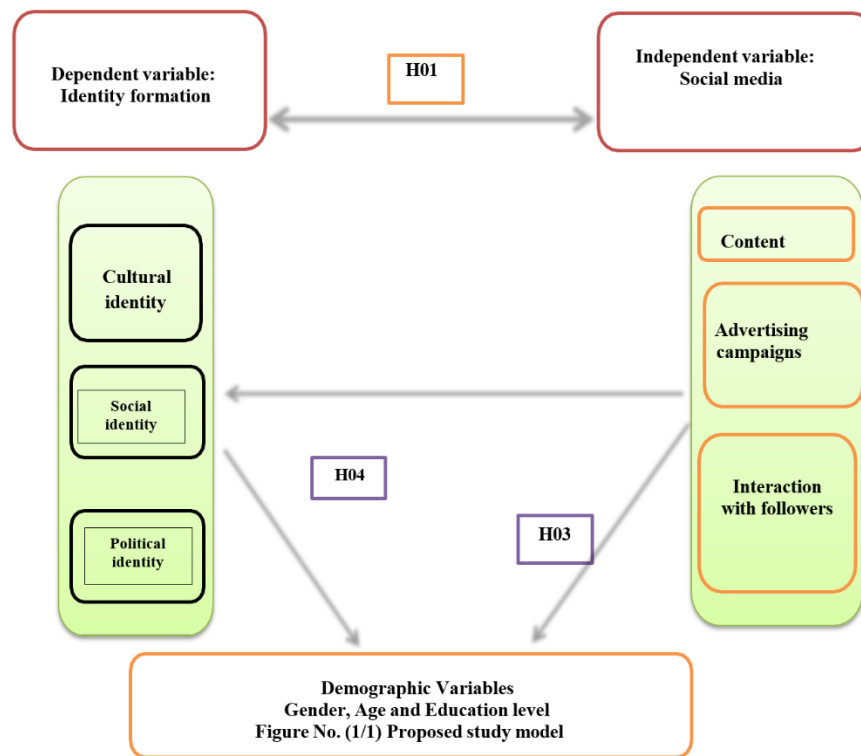 Dependent variable:
Identity formation
H01
Independent variable:
Social media
Cultural
identity
Social
identity
Political
identity
Content
Advertising
campaigns
Interaction
with followers
H04
H03
Demographic Variables
Gender, Age and Education level
Figure No. (1/1) Proposed study model